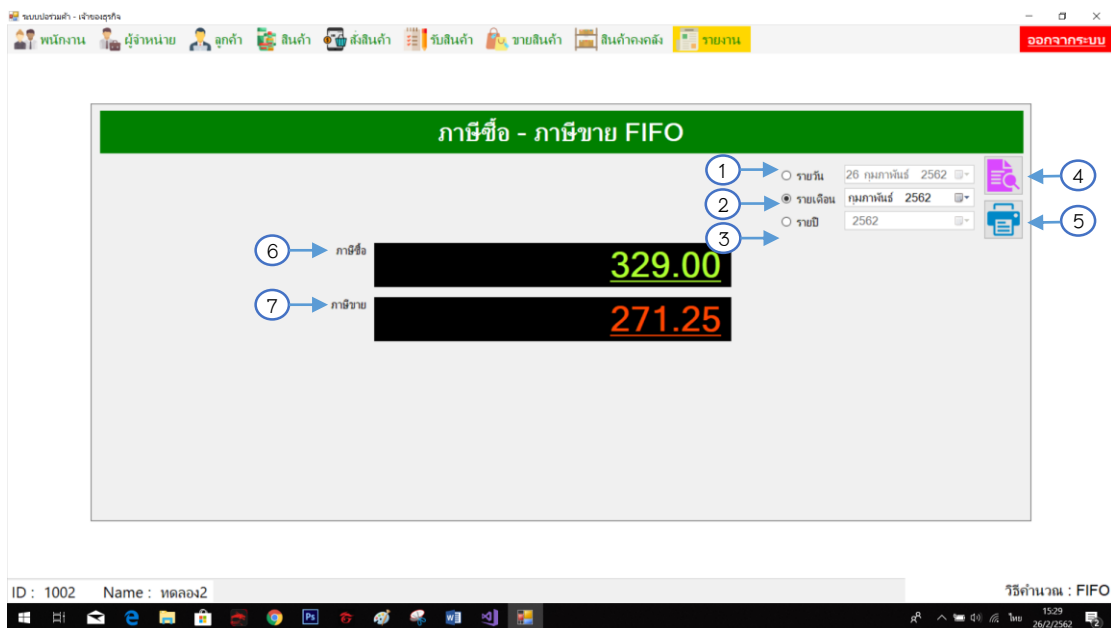 ระบบปอรวมค้า - เจ้าของธุรกิจ
พนักงาน ผู้จำหน่าย ลูกค้า สินค้า สั่งสินค้า รับสินค้า ขายสินค้า สินค้าคงคลัง รายงาน ออกจากระบบ
ภาษีซื้อ - ภาษีขาย FIFO
1 รายวัน 26 กุมภาพันธ์ 2562 4
2 รายเดือน กุมภาพันธ์ 2562
3 รายปี 2562 5
6 ภาษีซื้อ 329.00
7 ภาษีขาย 271.25
ID : 1002 Name : ทดลอง2 วิธีคำนวณ : FIFO
ไทย 15:29
26/2/2562